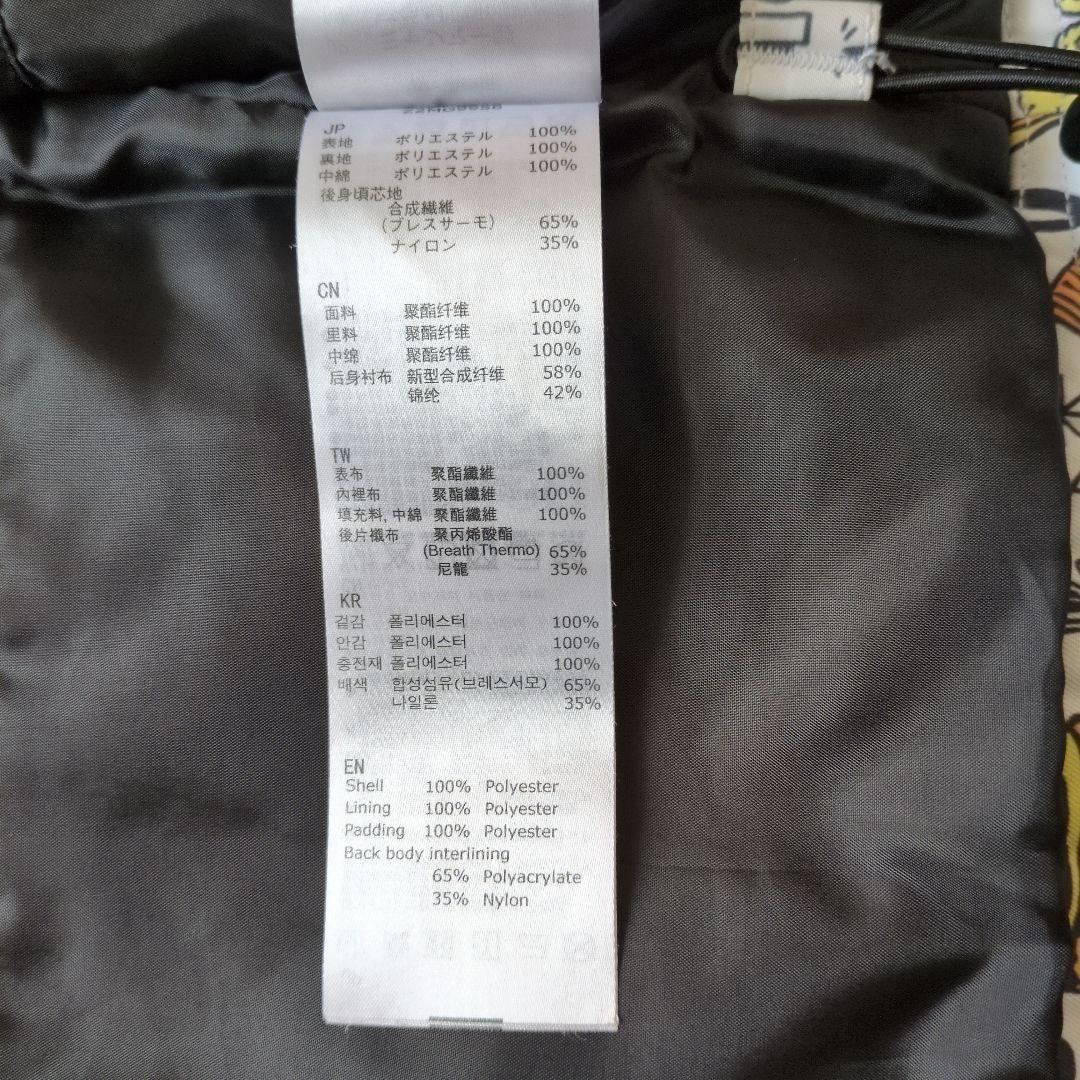 JP
表地 ポリエステル 100%
裏地 ポリエステル 100%
中綿 ポリエステル 100%
後身頃芯地
合成繊維
(ブレスサーモ) 65%
ナイロン 35%
CN
面料 聚酯纤维 100%
里料 聚酯纤维 100%
中绵 聚酯纤维 100%
后身衬布 新型合成纤维 58%
锦纶 42%
TW
表布 聚酯纖維 100%
內裡布 聚酯纖維 100%
填充料, 中綿 聚酯纖維 100%
後片襯布 聚丙烯酸酯
(Breath Thermo) 65%
尼龍 35%
KR
겉감 폴리에스터 100%
안감 폴리에스터 100%
충전재 폴리에스터 100%
배색 합성섬유(브레스서모) 65%
나일론 35%
EN
Shell 100% Polyester
Lining 100% Polyester
Padding 100% Polyester
Back body interlining
65% Polyacrylate
35% Nylon